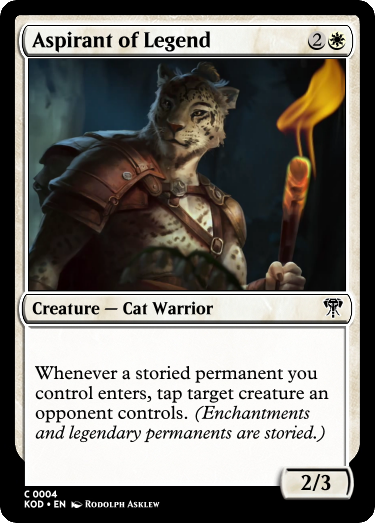 Aspirant of Legend 2
Creature — Cat Warrior
Whenever a storied permanent you
control enters, tap target creature an
opponent controls. (Enchantments
and legendary permanents are storied.)
2/3
C 0004
KOD • EN Rodolph Asklew